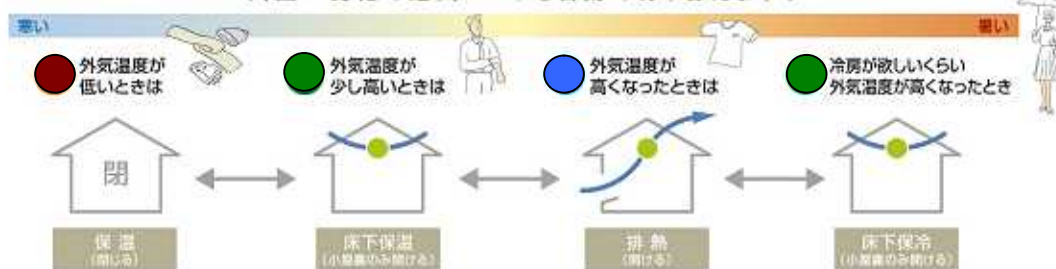 寒い
暑い
外気温度が
低いときは
外気温度が
少し高いときは
外気温度が
高くなったときは
冷房が欲しいくらい
外気温度が高くなったとき
閉
保温
(閉じる)
床下保温
(小屋裏のみ開ける)
排熱
(開ける)
床下保冷
(小屋裏のみ開ける)